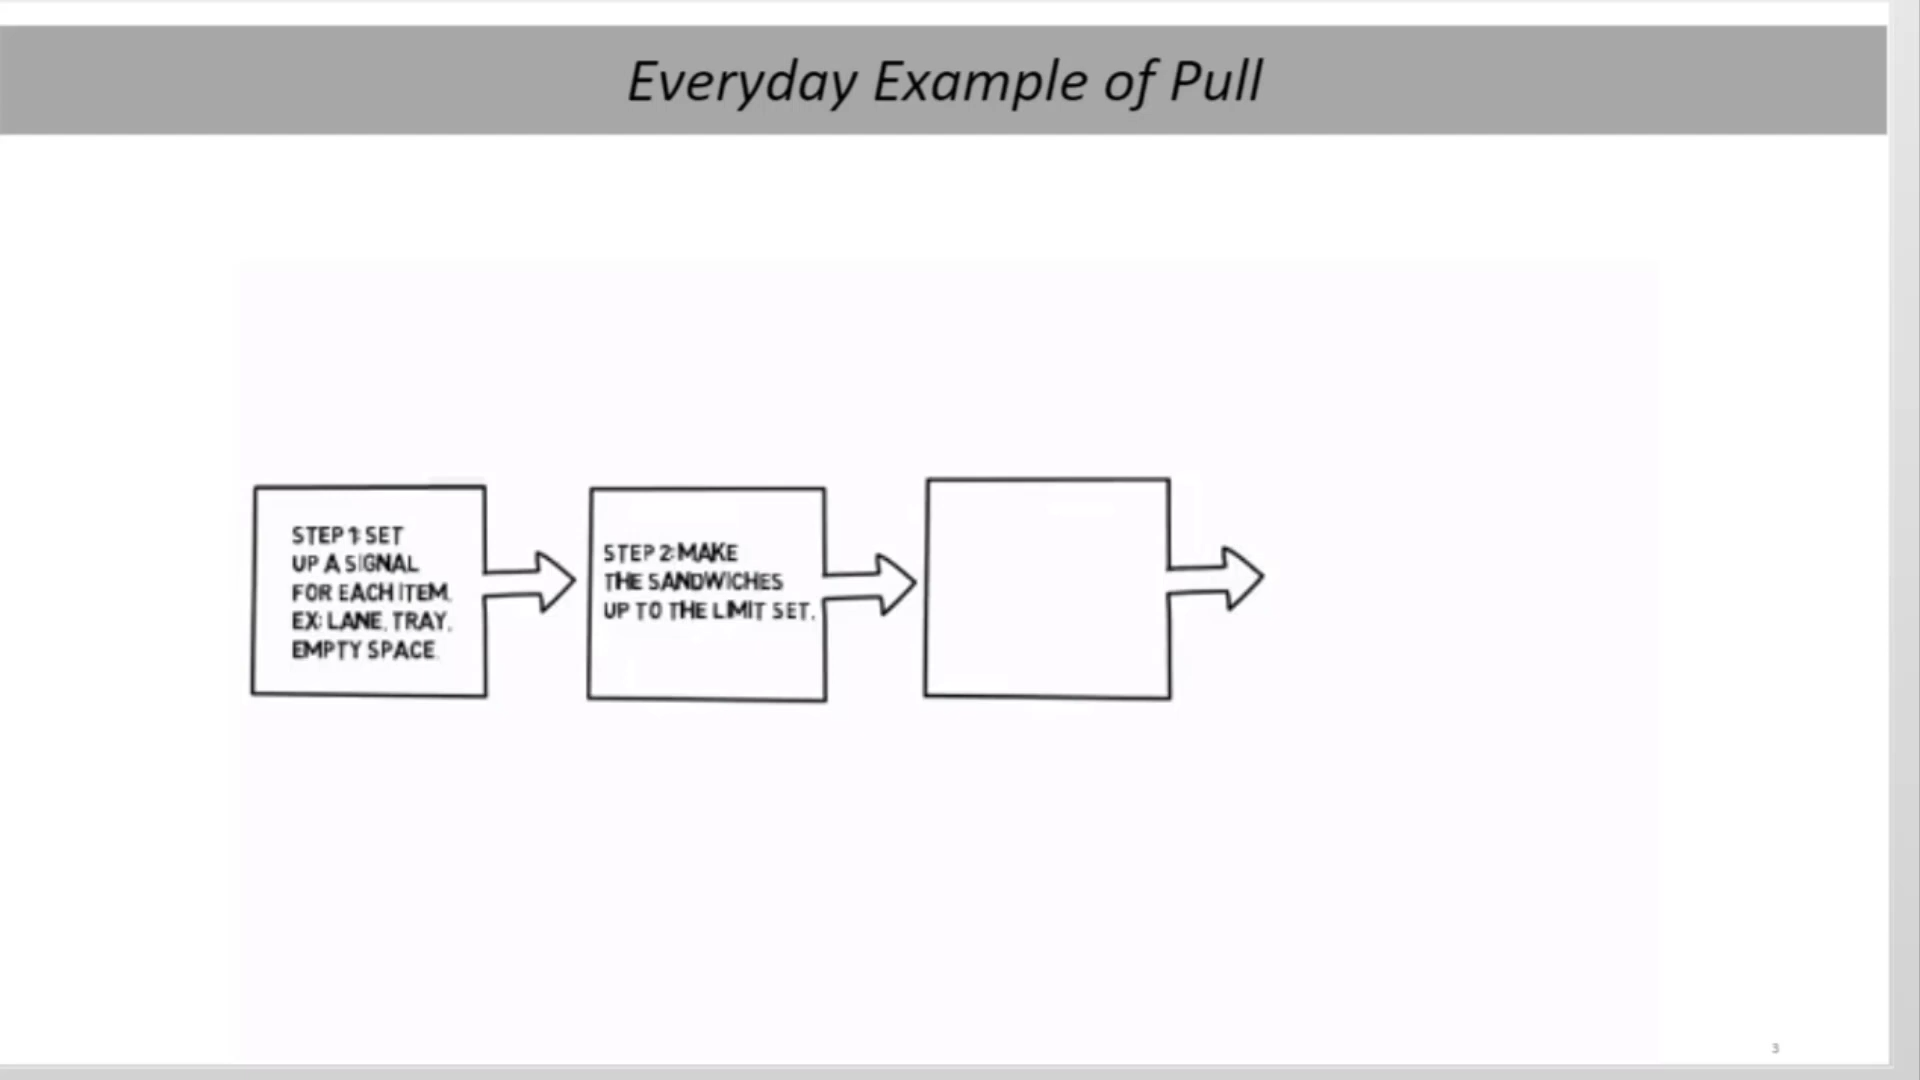 Everyday Example of Pull
STEP 1: SET
UP A SIGNAL
FOR EACH ITEM.
EX: LANE, TRAY,
EMPTY SPACE.
STEP 2: MAKE
THE SANDWICHES
UP TO THE LIMIT SET.
3